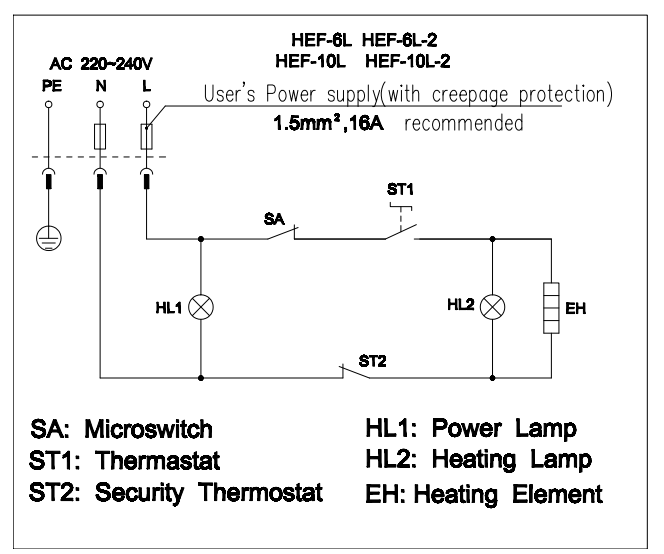 HEF-6L HEF-6L-2
AC 220~240V
HEF-10L HEF-10L-2
PE N L
User's Power supply(with creepage protection)
1.5mm²,16A recommended
ST1
SA
HL1
HL2
EH
ST2
SA: Microswitch
HL1: Power Lamp
ST1: Thermastat
HL2: Heating Lamp
ST2: Security Thermostat
EH: Heating Element